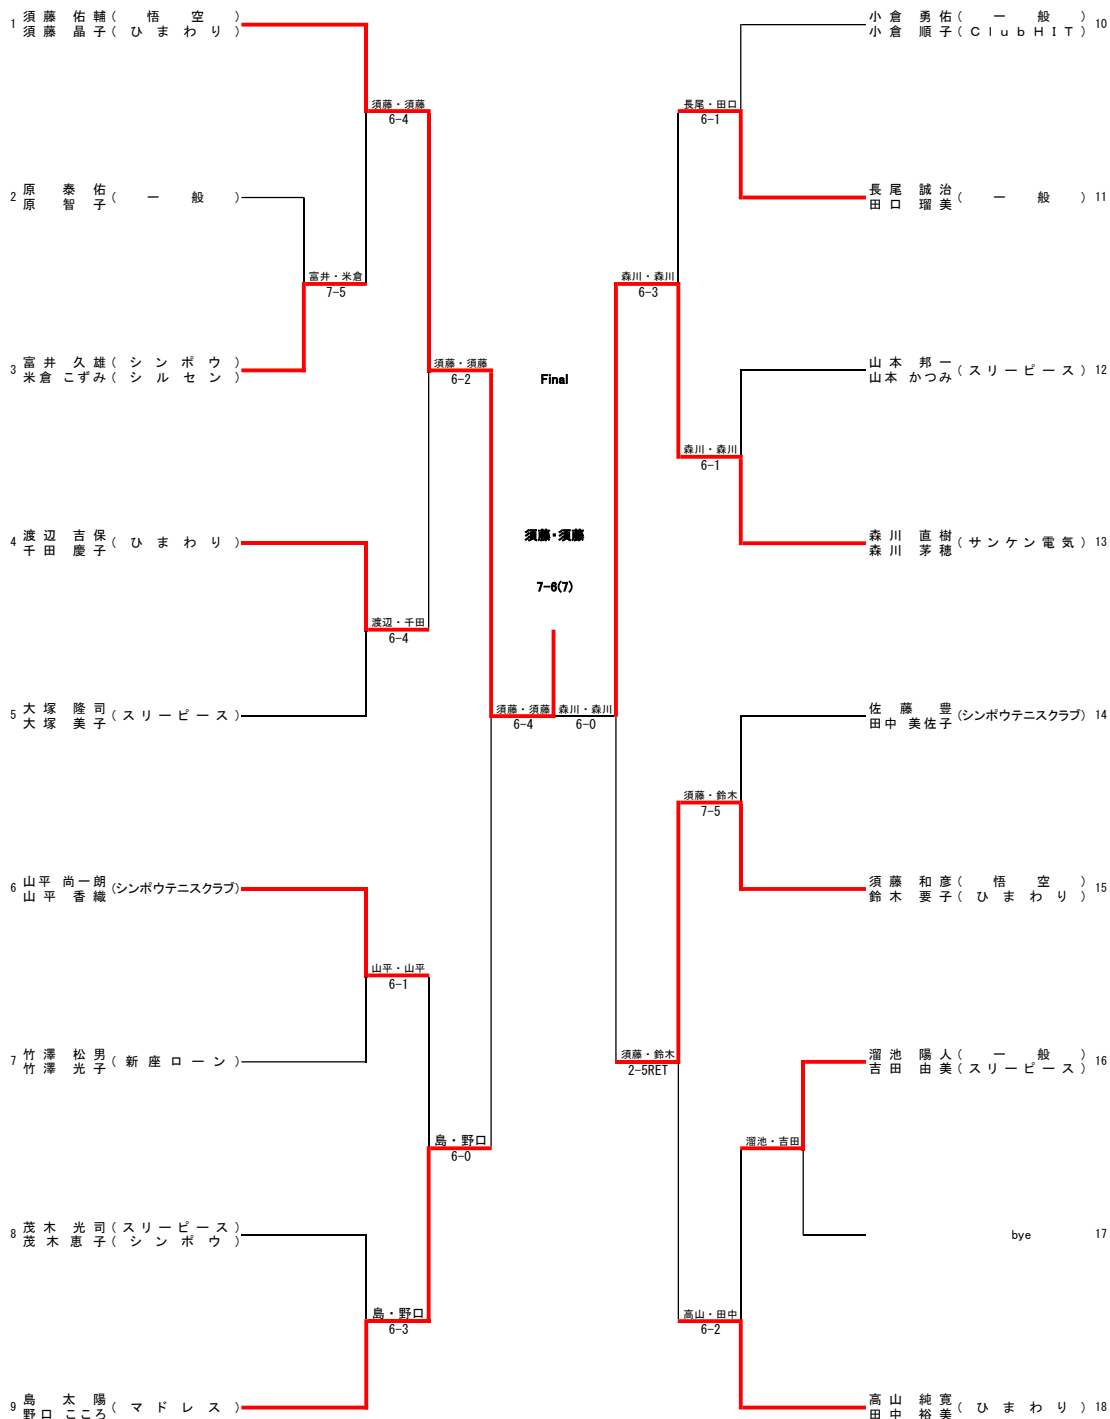 1 須藤 佑輔 (悟空)
須藤 晶子 (ひまわり)
2 原 泰佑 (一般)
原 智子
3 富井 久雄 (シンポウ)
米倉 こずみ (シルセン)
4 渡辺 吉保 (ひまわり)
千田 慶子
5 大塚 隆司 (スリーピース)
大塚 美子
6 山平 尚一朗 (シンポウテニスクラブ)
山平 香織
7 竹澤 松男 (新座ローン)
竹澤 光子
8 茂木 光司 (スリーピース)
茂木 恵子 (シンポウ)
9 島 太陽 (マドレス)
野口 こころ
須藤・須藤
6-4
富井・米倉
7-5
須藤・須藤
6-2
渡辺・千田
6-4
山平・山平
6-1
島・野口
6-0
島・野口
6-3
須藤・須藤
6-4
Final
須藤・須藤
7-6(7)
森川・森川
6-0
長尾・田口
6-1
森川・森川
6-3
森川・森川
6-1
須藤・鈴木
7-5
須藤・鈴木
2-5RET
溜池・吉田
高山・田中
6-2
小倉 勇佑 (一般) 10
小倉 順子 (ClubHIT)
長尾 誠治 (一般) 11
田口 瑠美
山本 邦一 (スリーピース) 12
山本 かつみ
森川 直樹 (サンケン電気) 13
森川 茅穂
佐藤 豊 (シンポウテニスクラブ) 14
田中 美佐子
須藤 和彦 (悟空) 15
鈴木 要子 (ひまわり)
溜池 陽人 (一般) 16
吉田 由美 (スリーピース)
bye 17
高山 純寛 (ひまわり) 18
田中 裕美